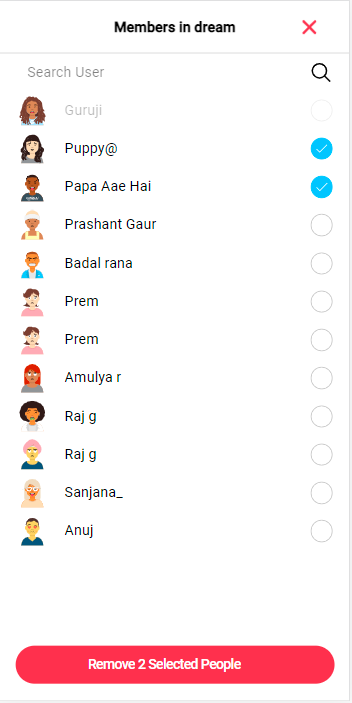 Members in dream
Search User
Guruji
Puppy@
Papa Aae Hai
Prashant Gaur
Badal rana
Prem
Prem
Amulya r
Raj g
Raj g
Sanjana_
Anuj
Remove 2 Selected People